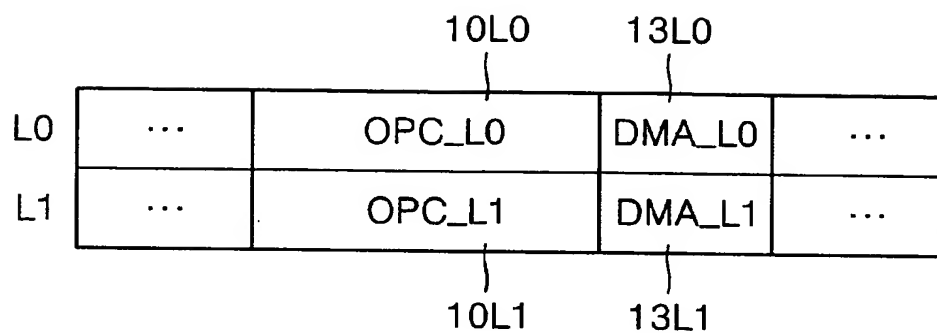 10L0 13L0
L0 ... OPC_L0 DMA_L0 ...
L1 ... OPC_L1 DMA_L1 ...
10L1 13L1